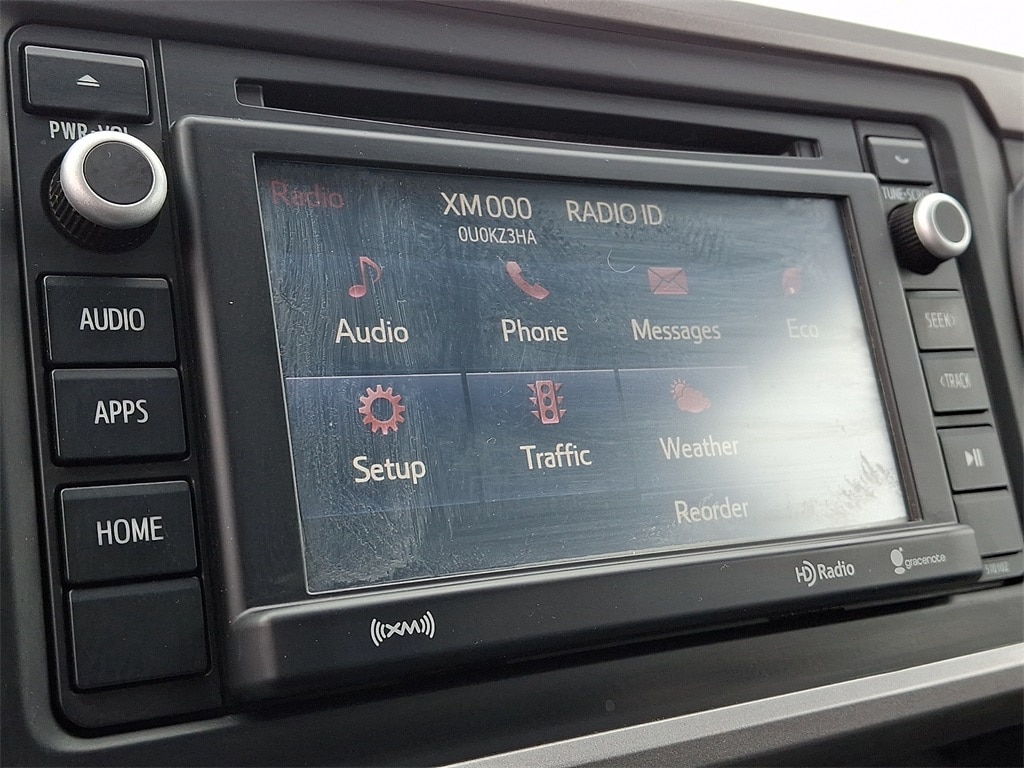 PWR•VOL
TUNE•SCROLL
Radio
XM 000 RADIO ID
0U0KZ3HA
Audio Phone Messages Eco
Setup Traffic Weather
Reorder
AUDIO
APPS
HOME
SEEK>
<TRACK
((XM))
HD Radio
gracenote
510102